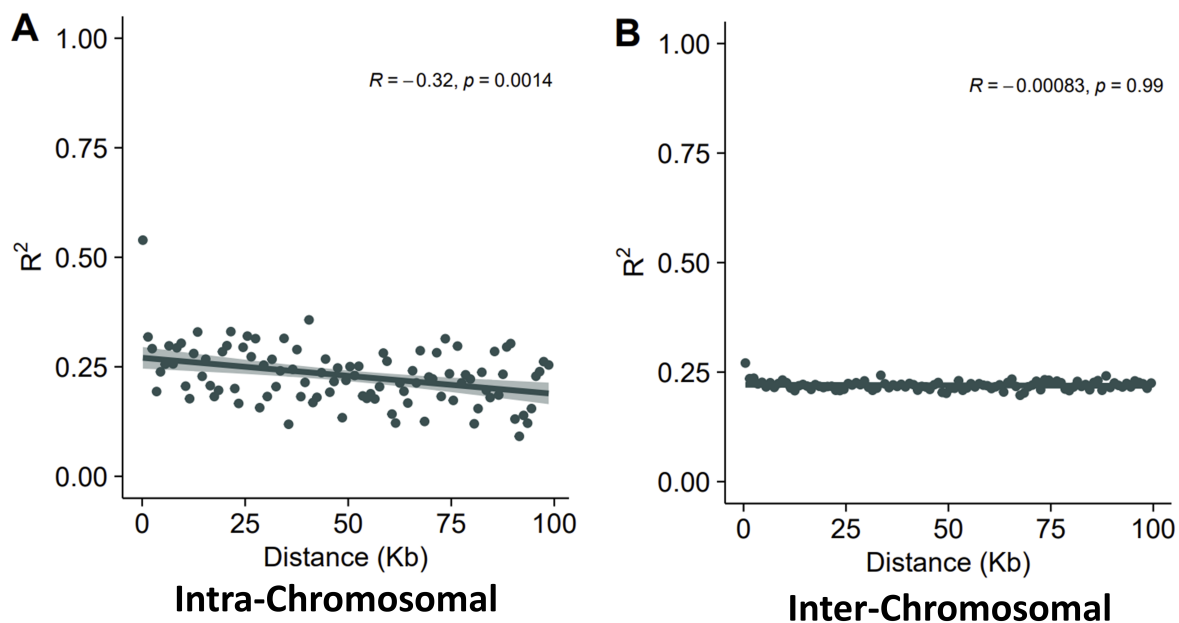 A
1.00
0.75
0.50
0.25
0.00
R²
R = −0.32, p = 0.0014
0 25 50 75 100
Distance (Kb)
Intra-Chromosomal
B
1.00
0.75
0.50
0.25
0.00
R²
R = −0.00083, p = 0.99
0 25 50 75 100
Distance (Kb)
Inter-Chromosomal